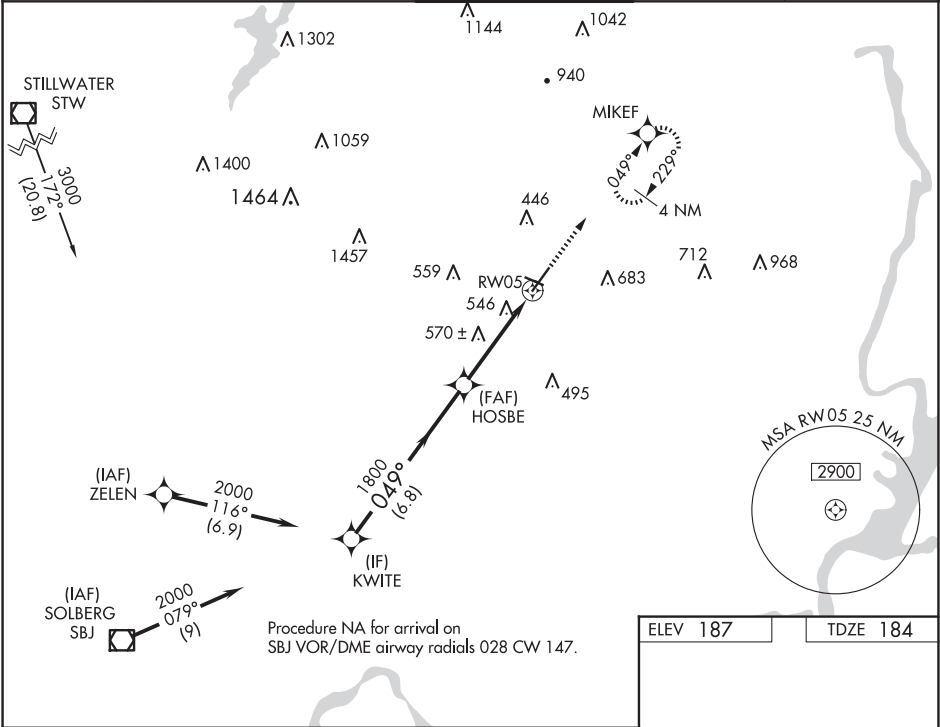 1144
1042
1302
940
STILLWATER
STW
MIKEF
1059
1400
3000
172°
(20.8)
049°
229°
1464
446
4 NM
1457
559
RW05
683
712
968
546
570 ±
(FAF)
HOSBE
495
MSA RW05 25 NM
2900
1800
049°
(6.8)
(IAF)
ZELEN
2000
116°
(6.9)
(IF)
KWITE
(IAF)
SOLBERG
SBJ
2000
079°
(9)
Procedure NA for arrival on
SBJ VOR/DME airway radials 028 CW 147.
ELEV 187
TDZE 184